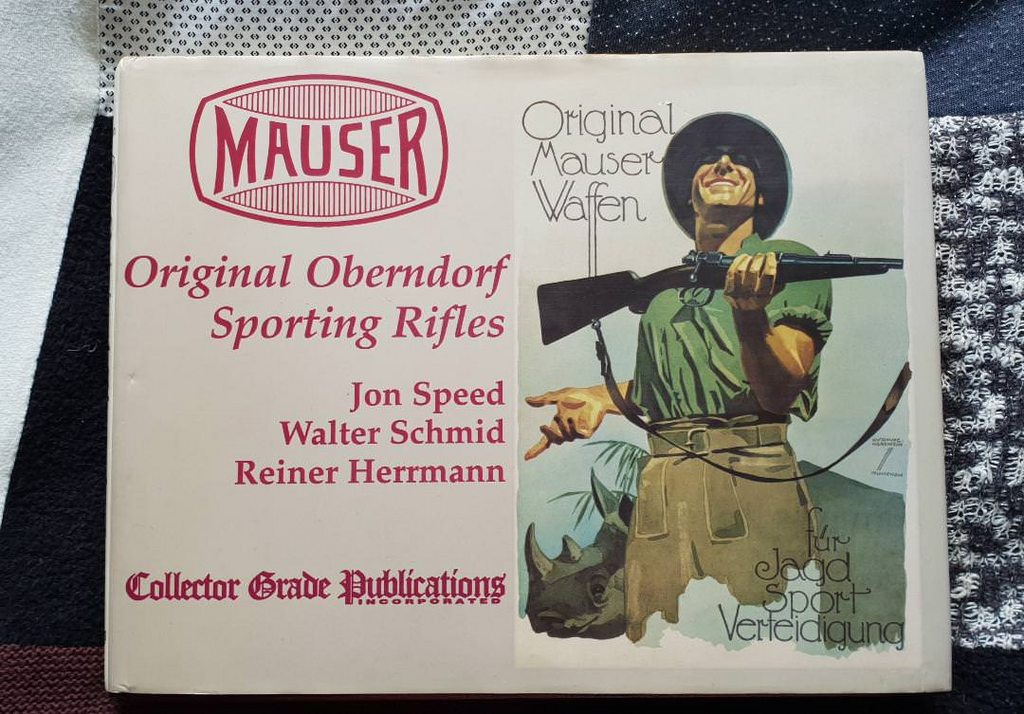 MAUSER
Original Oberndorf
Sporting Rifles
Jon Speed
Walter Schmid
Reiner Herrmann
Collector Grade Publications
INCORPORATED
Original
Mauser
Waffen
für
Jagd
Sport
Verteidigung